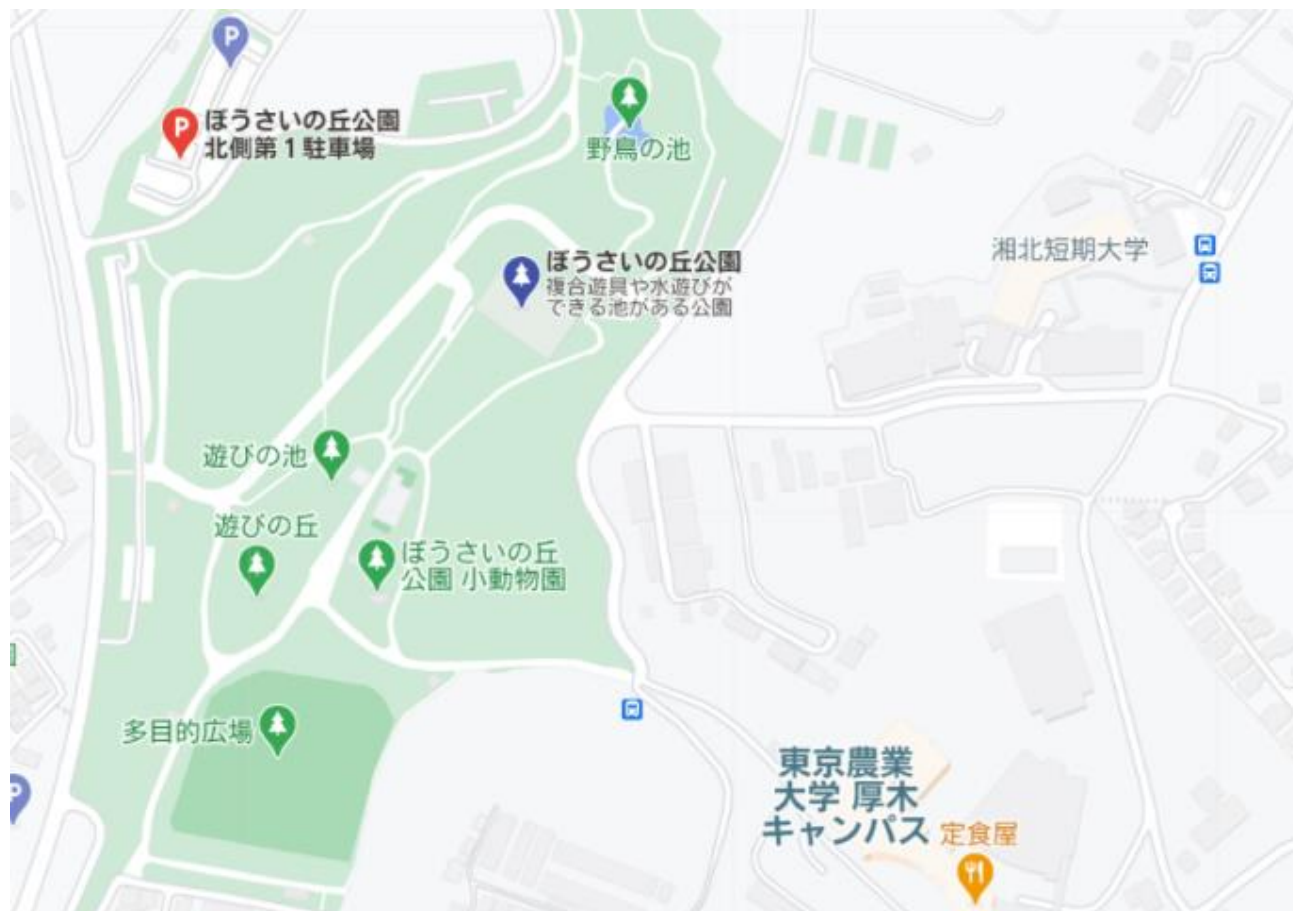 P
P
ぼうさいの丘公園
北側第1駐車場
野鳥の池
湘北短期大学
ぼうさいの丘公園
複合遊具や水遊びが
できる池がある公園
遊びの池
遊びの丘
ぼうさいの丘
公園 小動物園
多目的広場
東京農業
大学 厚木
キャンパス
定食屋
P